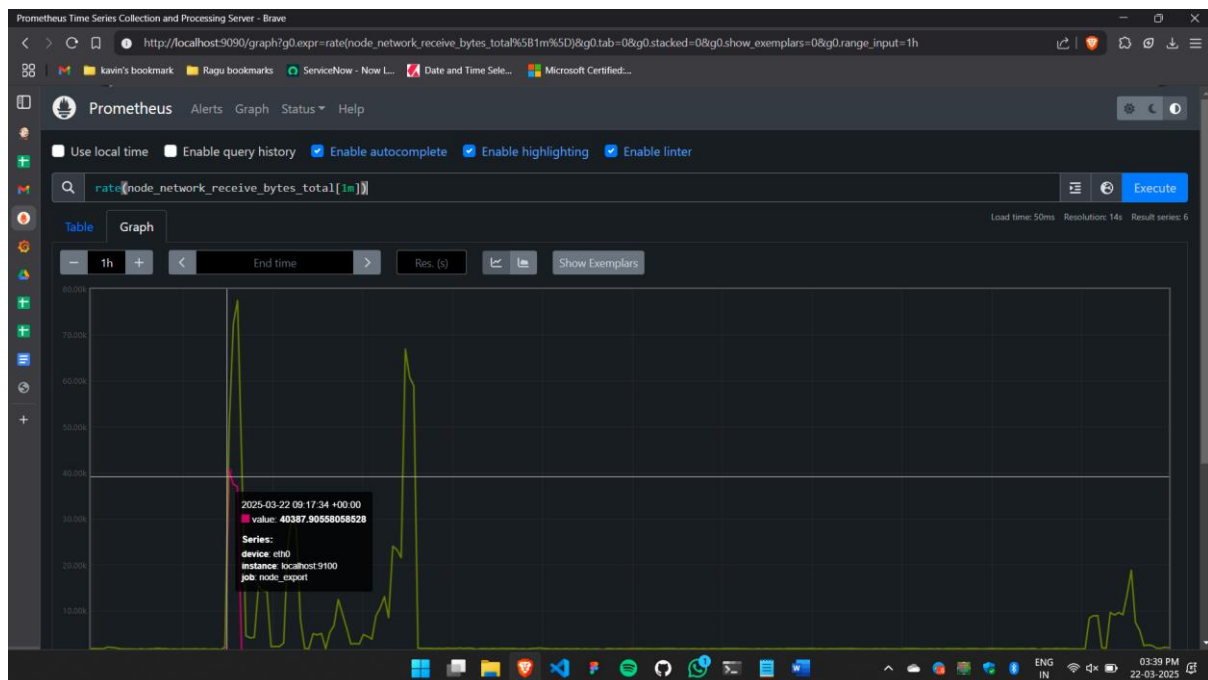 Prometheus Time Series Collection and Processing Server - Brave
http://localhost:9090/graph?g0.expr=rate(node_network_receive_bytes_total%5B1m%5D)&g0.tab=0&g0.stacked=0&g0.show_exemplars=0&g0.range_input=1h
kavin's bookmark Ragu bookmarks ServiceNow - Now L... Date and Time Sele... Microsoft Certified:...
Prometheus Alerts Graph Status Help
Use local time Enable query history Enable autocomplete Enable highlighting Enable linter
rate(node_network_receive_bytes_total[1m]) Execute
Load time: 50ms Resolution: 14s Result series: 6
Table Graph
- 1h + < End time > Res. (s) Show Exemplars
80.00k
70.00k
60.00k
50.00k
40.00k
2025-03-22 09:17:34 +00:00
value: 40387.90558058528
30.00k
Series:
device: eth0
instance: localhost:9100
20.00k
job: node_export
10.00k
ENG
IN
03:39 PM
22-03-2025